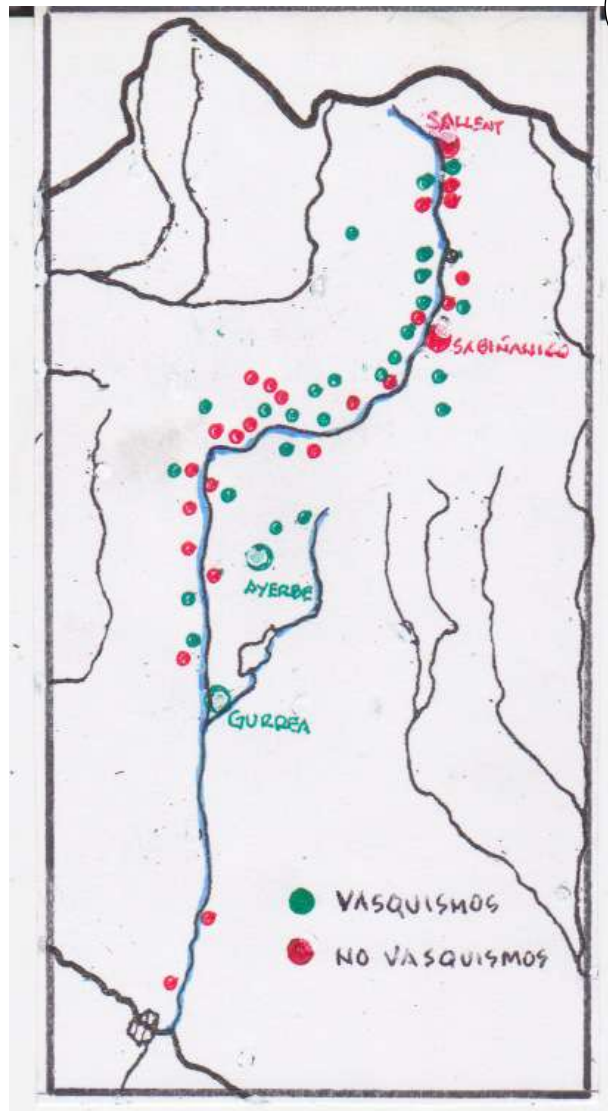 SALLENT
SABIÑANIGO
AYERBE
GURREA
VASQUISMOS
NO VASQUISMOS